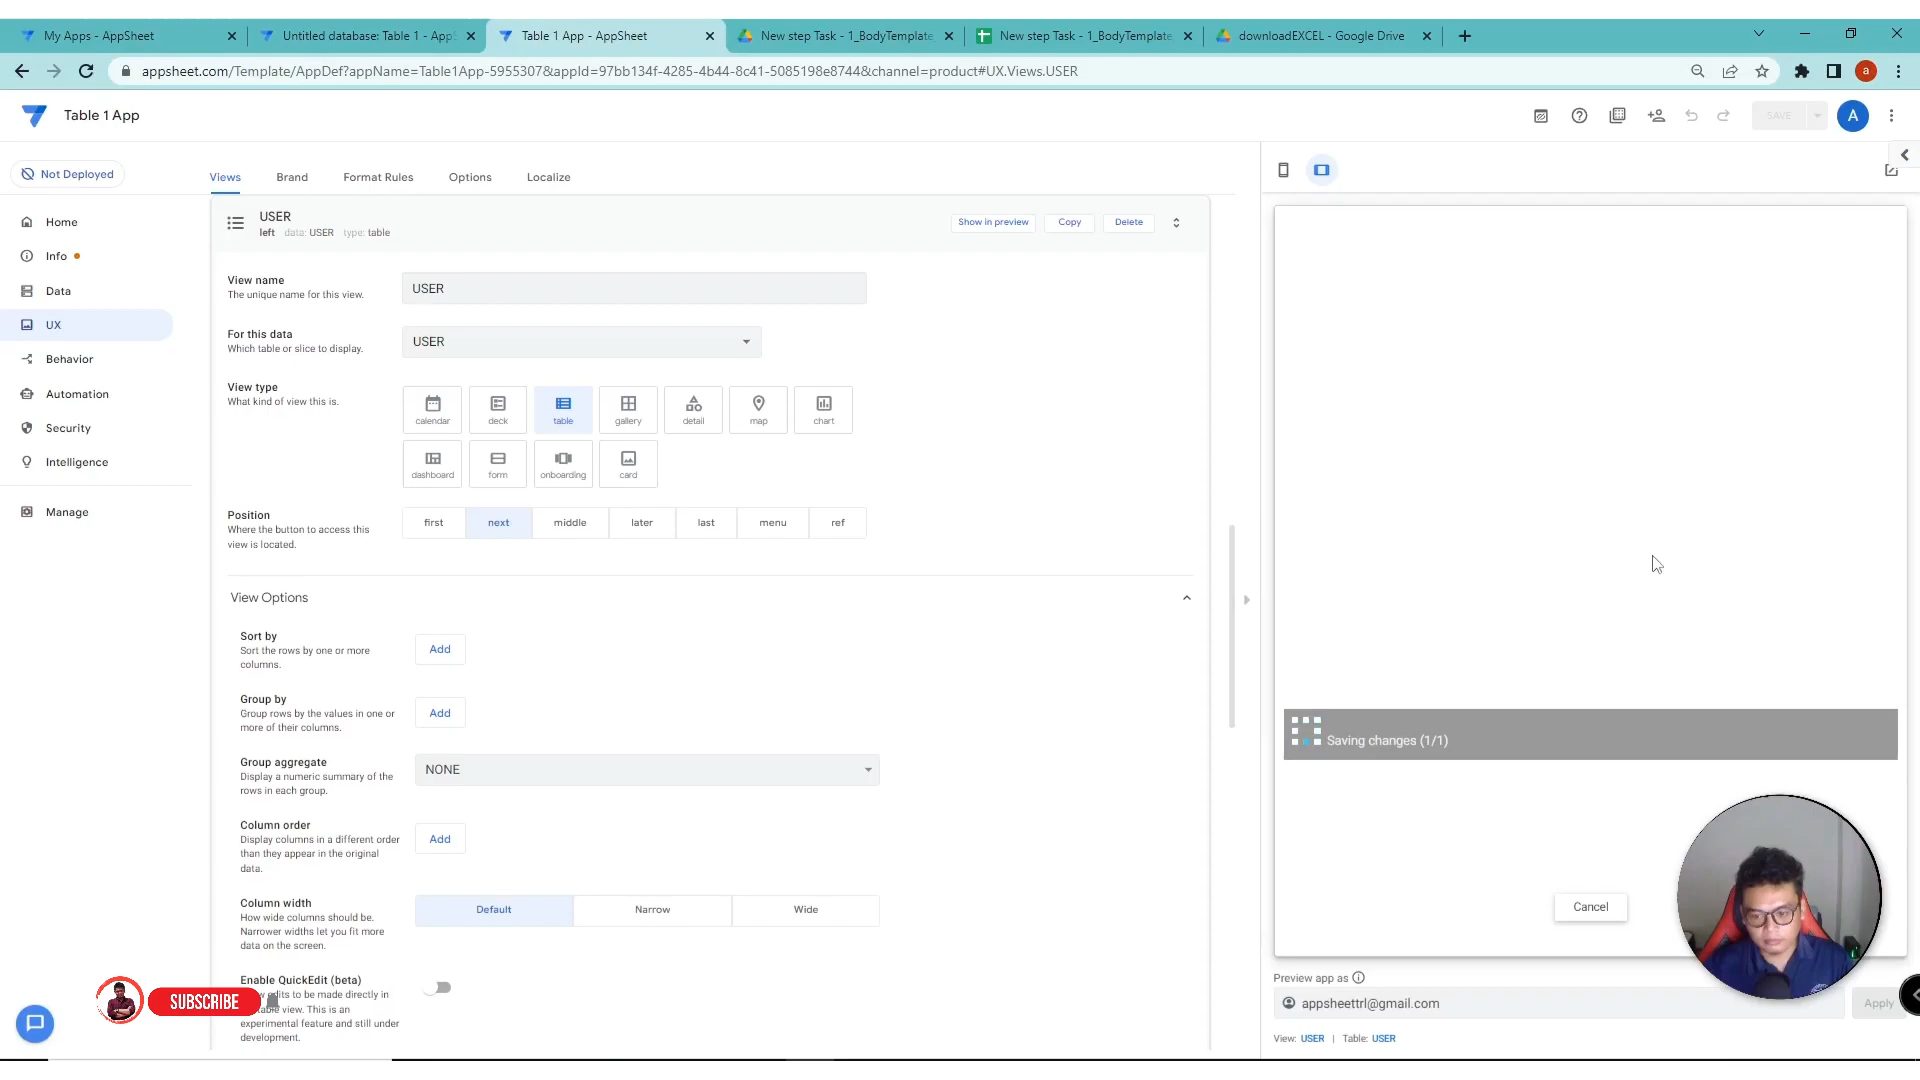 My Apps - AppSheet
Untitled database: Table 1 - AppS
Table 1 App - AppSheet
New step Task - 1_BodyTemplate
New step Task - 1_BodyTemplate
downloadEXCEL - Google Drive
appsheet.com/Template/AppDef?appName=Table1App-5955307&appId=97bb134f-4285-4b44-8c41-5085198e8744&channel=product#UX.Views.USER
a
Table 1 App
SAVE
A
Not Deployed
Home
Info
Data
UX
Behavior
Automation
Security
Intelligence
Manage
Views
Brand
Format Rules
Options
Localize
USER
left data: USER type: table
Show in preview
Copy
Delete
View name
The unique name for this view.
USER
For this data
Which table or slice to display.
USER
View type
What kind of view this is.
calendar
deck
table
gallery
detail
map
chart
dashboard
form
onboarding
card
Position
Where the button to access this
view is located.
first
next
middle
later
last
menu
ref
View Options
Sort by
Sort the rows by one or more
columns.
Add
Group by
Group rows by the values in one or
more of their columns.
Add
Group aggregate
Display a numeric summary of the
rows in each group.
NONE
Column order
Display columns in a different order
than they appear in the original
data.
Add
Column width
How wide columns should be.
Narrower widths let you fit more
data on the screen.
Default
Narrow
Wide
Enable QuickEdit (beta)
edits to be made directly in
table view. This is an
experimental feature and still under
development.
SUBSCRIBE
Saving changes (1/1)
Cancel
Preview app as
appsheettrl@gmail.com
Apply
View: USER | Table: USER